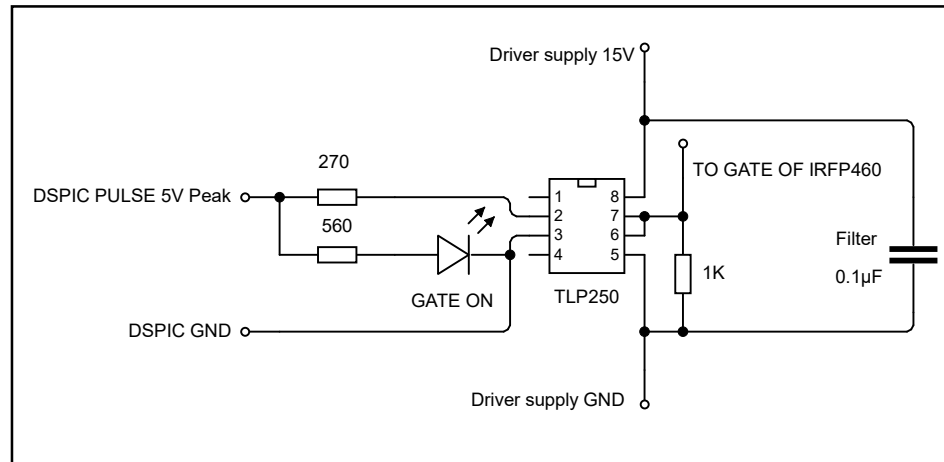 Driver supply 15V
270
TO GATE OF IRFP460
DSPIC PULSE 5V Peak
1
8
2
7
560
3
6
Filter
4
5
1K
0.1µF
GATE ON
TLP250
DSPIC GND
Driver supply GND